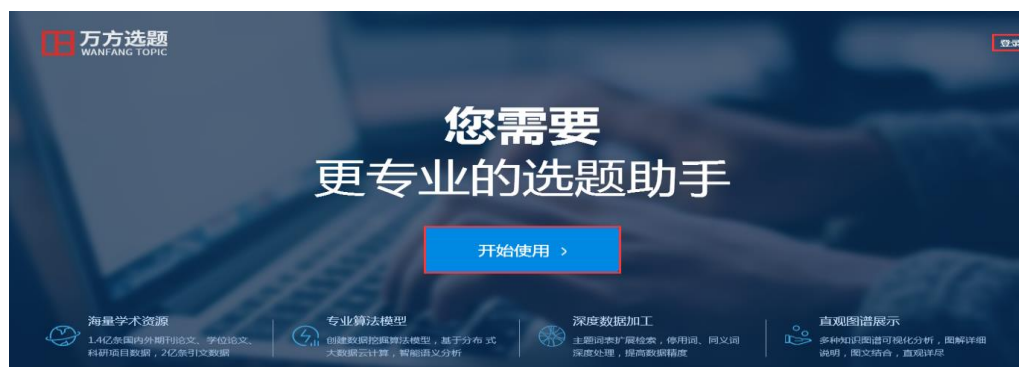 万方选题
WANFANG TOPIC
登录
您需要
更专业的选题助手
开始使用 >
海量学术资源
1.4亿条国内外期刊论文、学位论文、
科研项目数据，2亿条引文数据
专业算法模型
创建数据挖掘算法模型，基于分布 式
大数据云计算，智能语义分析
深度数据加工
主题词表扩展检索，停用词、同义词
深度处理，提高数据精度
直观图谱展示
多种知识图谱可视化分析，图解详细
说明，图文结合，直观详尽